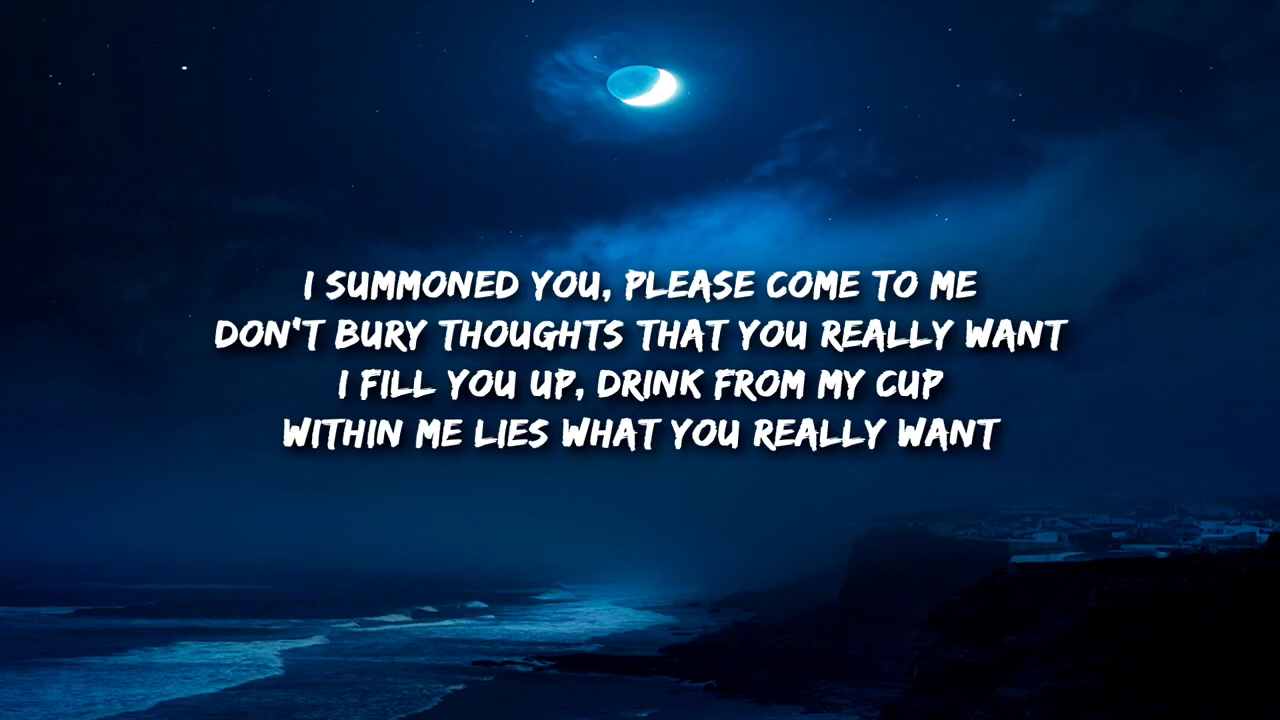 I SUMMONED YOU, PLEASE COME TO ME
DON'T BURY THOUGHTS THAT YOU REALLY WANT
I FILL YOU UP, DRINK FROM MY CUP
WITHIN ME LIES WHAT YOU REALLY WANT